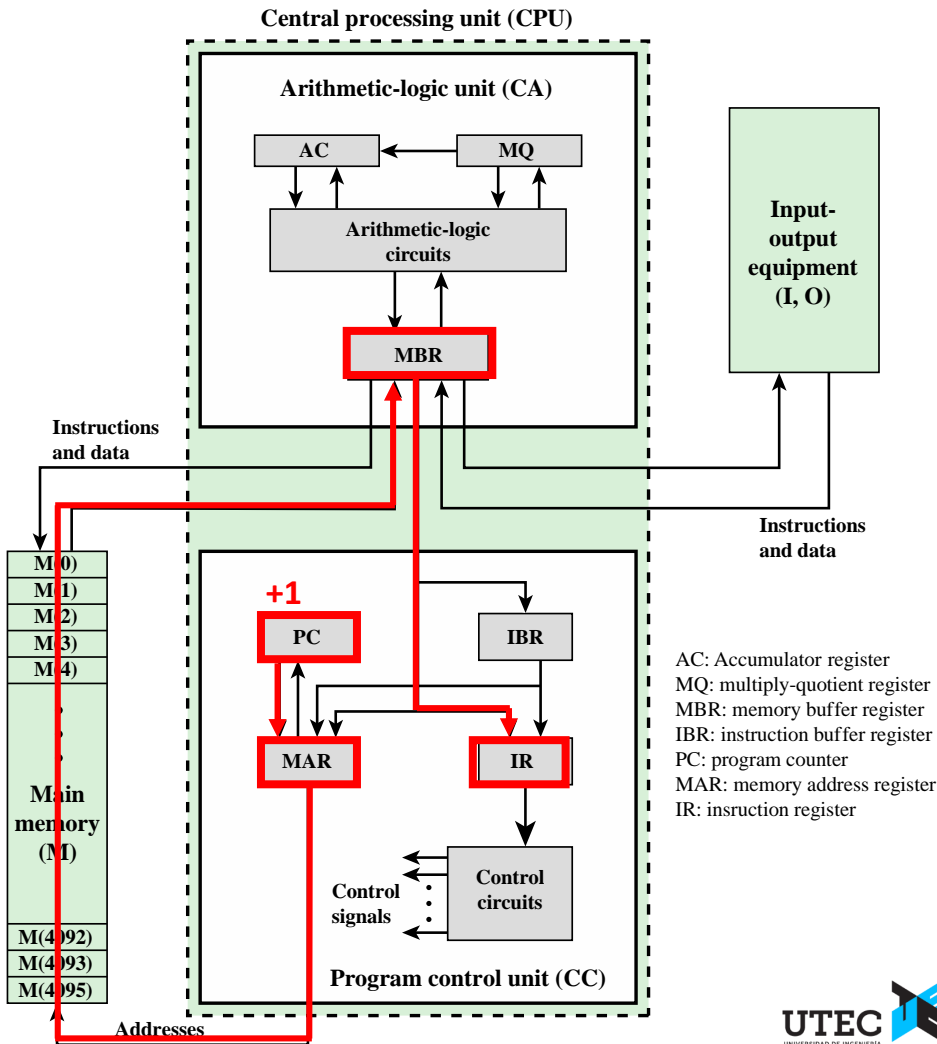 Central processing unit (CPU)
Arithmetic-logic unit (CA)
AC
MQ
Arithmetic-logic
circuits
MBR
Input-
output
equipment
(I, O)
Instructions
and data
Instructions
and data
M(0)
M(1)
M(2)
M(3)
M(4)
Main
memory
(M)
M(4092)
M(4093)
M(4095)
+1
PC
IBR
MAR
IR
Control
signals
Control
circuits
Program control unit (CC)
Addresses
AC: Accumulator register
MQ: multiply-quotient register
MBR: memory buffer register
IBR: instruction buffer register
PC: program counter
MAR: memory address register
IR: insruction register
UTEC
UNIVERSIDAD DE INGENIERÍA